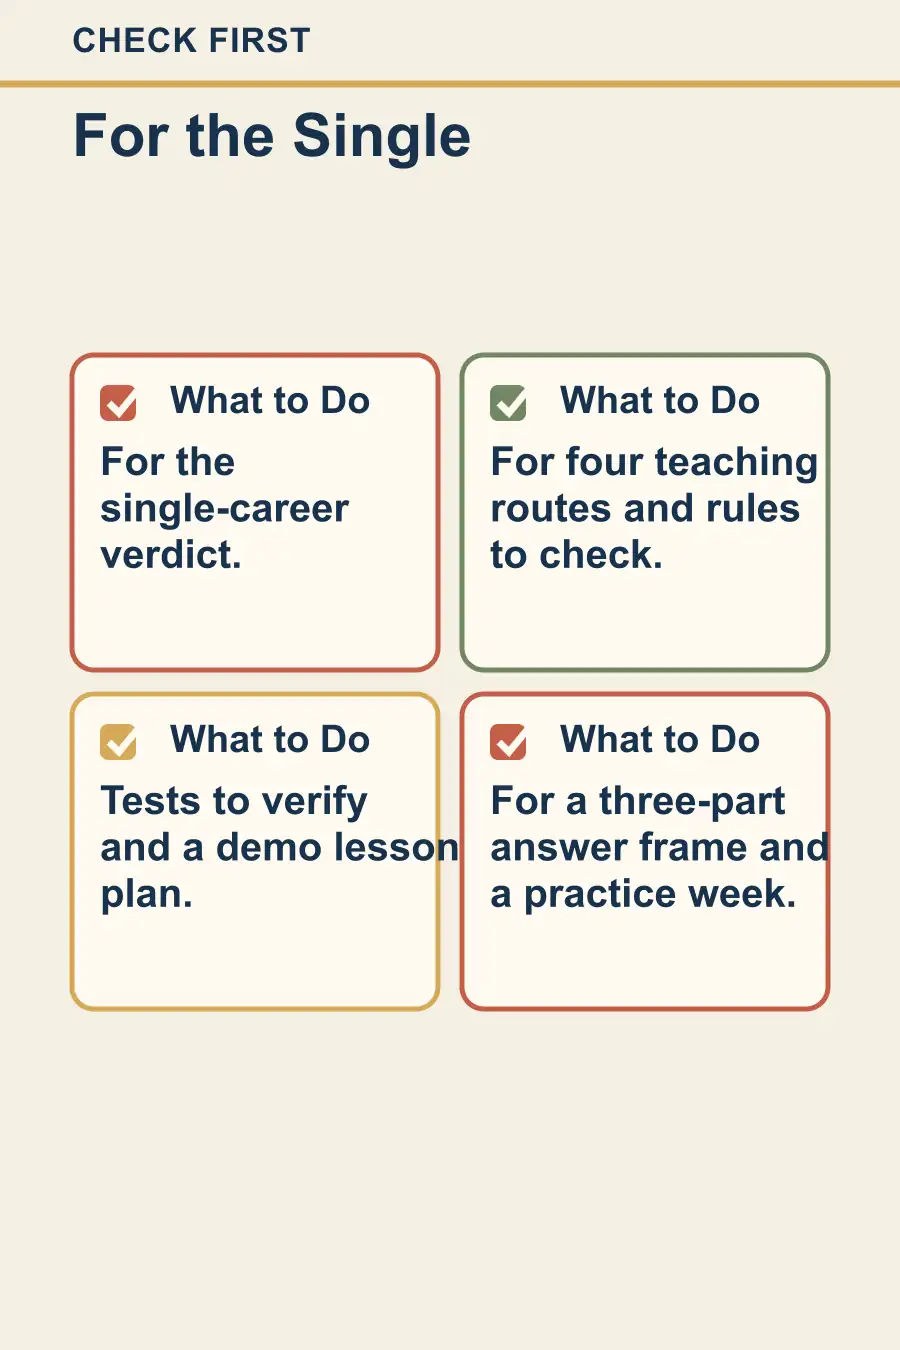 CHECK FIRST
For the Single
What to Do
For the
single-career
verdict.
What to Do
For four teaching
routes and rules
to check.
What to Do
Tests to verify
and a demo lesson
plan.
What to Do
For a three-part
answer frame and
a practice week.